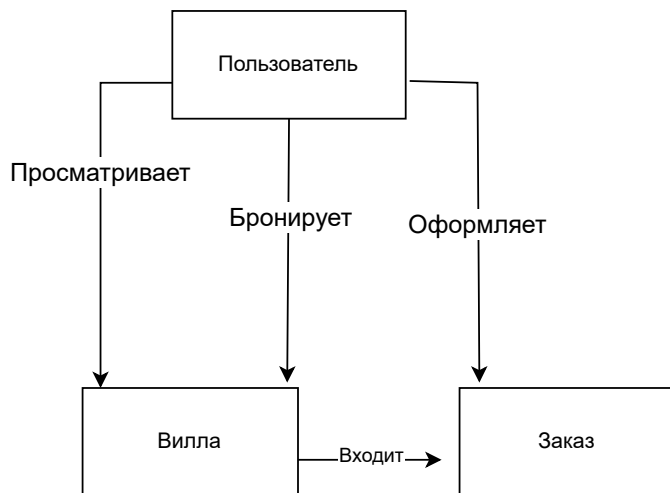 Пользователь
Просматривает
Бронирует
Оформляет
Вилла
Входит
Заказ